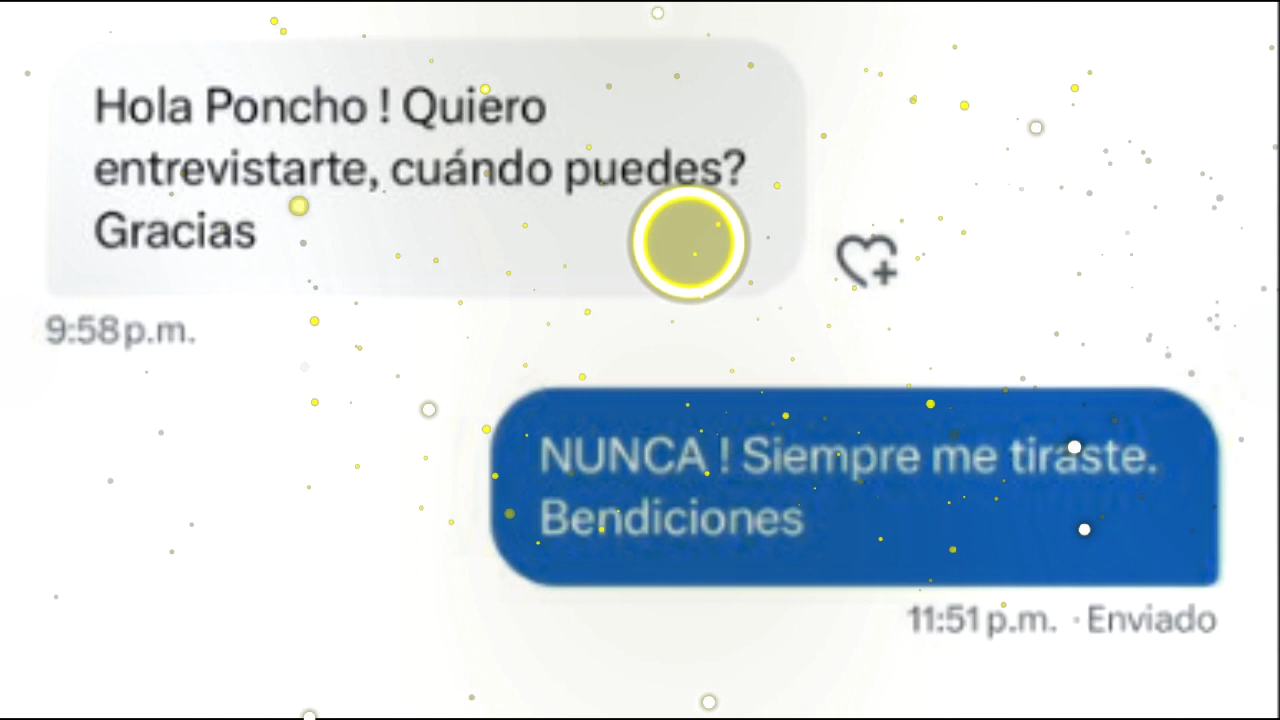 Hola Poncho ! Quiero
entrevistarte, cuándo puedes?
Gracias
9:58 p.m.
NUNCA ! Siempre me tiraste.
Bendiciones
11:51 p.m. · Enviado